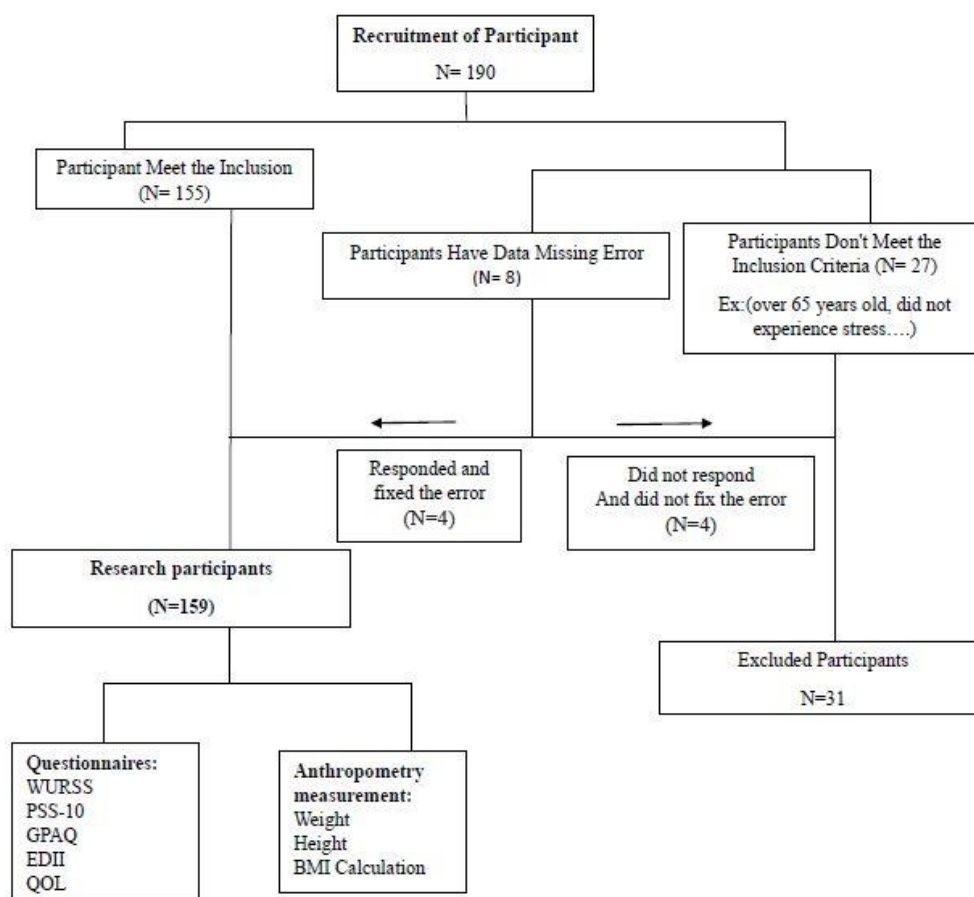 Recruitment of Participant
N= 190
Participant Meet the Inclusion
(N= 155)
Participants Have Data Missing Error
(N= 8)
Participants Don't Meet the
Inclusion Criteria (N= 27)
Ex:(over 65 years old, did not
experience stress....)
Responded and
fixed the error
(N=4)
Did not respond
And did not fix the error
(N=4)
Research participants
(N=159)
Excluded Participants
N=31
Questionnaires:
WURSS
PSS-10
GPAQ
EDII
QOL
Anthropometry
measurement:
Weight
Height
BMI Calculation